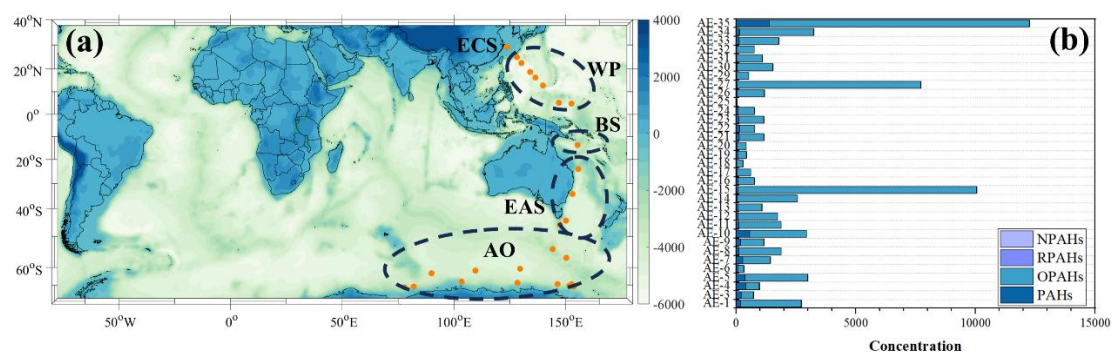 (a)
40°N
20°N
0°
20°S
40°S
60°S
50°W
0°
50°E
100°E
150°E
ECS
WP
BS
EAS
AO
4000
2000
0
-2000
-4000
-6000
(b)
AE-35
AE-34
AE-33
AE-32
AE-31
AE-30
AE-29
AE-27
AE-26
AE-25
AE-24
AE-23
AE-22
AE-21
AE-20
AE-19
AE-18
AE-17
AE-16
AE-15
AE-14
AE-13
AE-12
AE-11
AE-10
AE-9
AE-8
AE-7
AE-6
AE-5
AE-4
AE-3
AE-1
NPAHs
RPAHs
OPAHs
PAHs
0 5000 10000 15000
Concentration